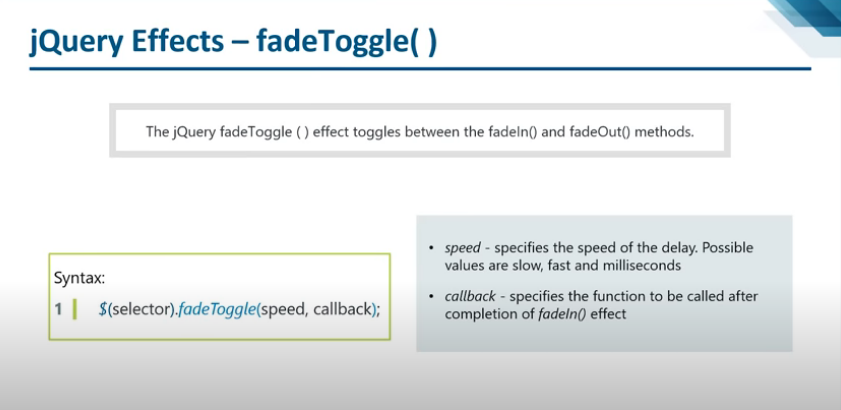 jQuery Effects – fadeToggle( )
The jQuery fadeToggle ( ) effect toggles between the fadeIn() and fadeOut() methods.
Syntax:
1 $(selector).fadeToggle(speed, callback);
• speed - specifies the speed of the delay. Possible
values are slow, fast and milliseconds
• callback - specifies the function to be called after
completion of fadeIn() effect